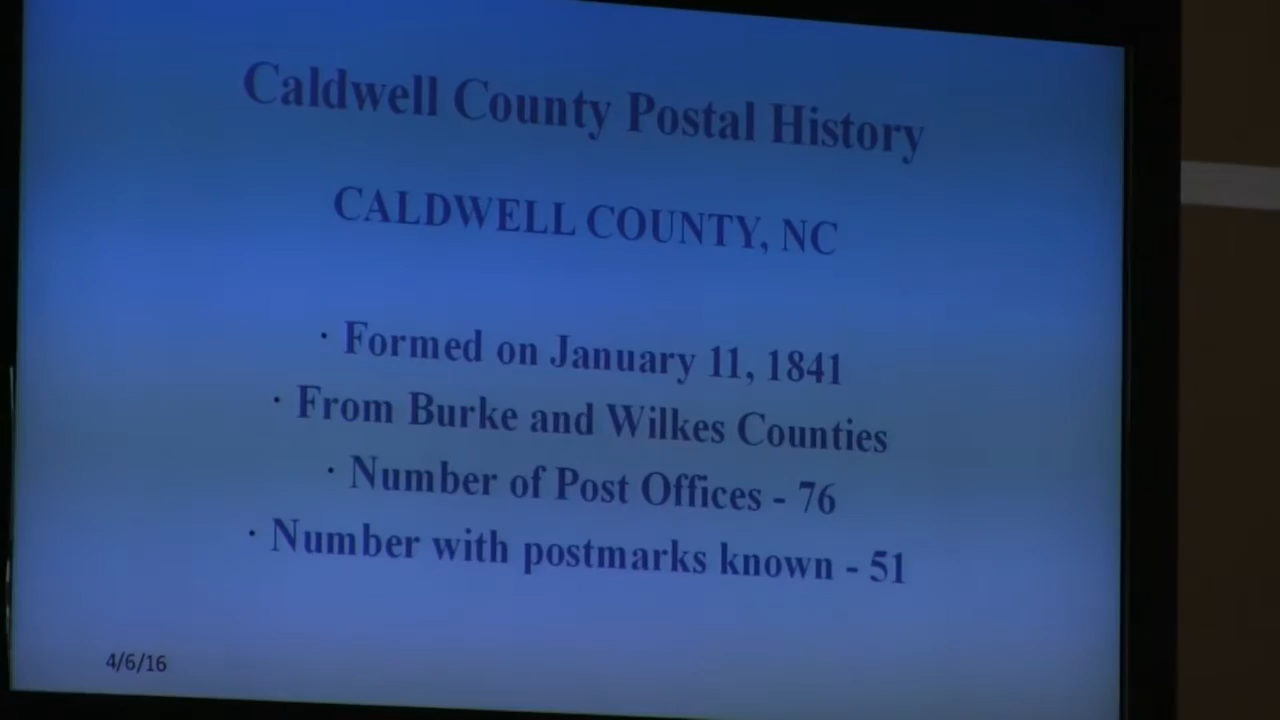 Caldwell County Postal History
CALDWELL COUNTY, NC
· Formed on January 11, 1841
· From Burke and Wilkes Counties
· Number of Post Offices - 76
· Number with postmarks known - 51
4/6/16